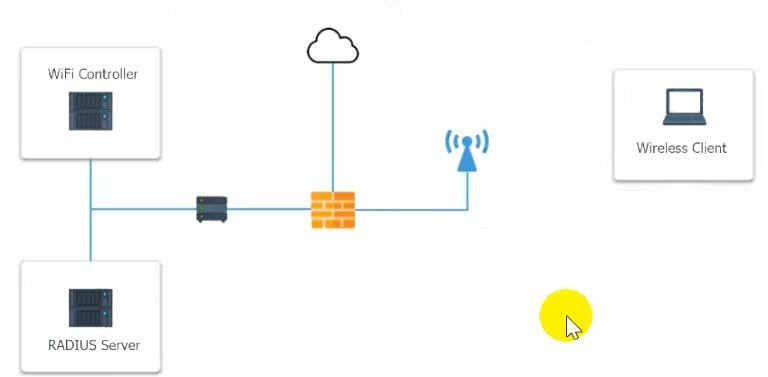 WiFi Controller
Wireless Client
RADIUS Server